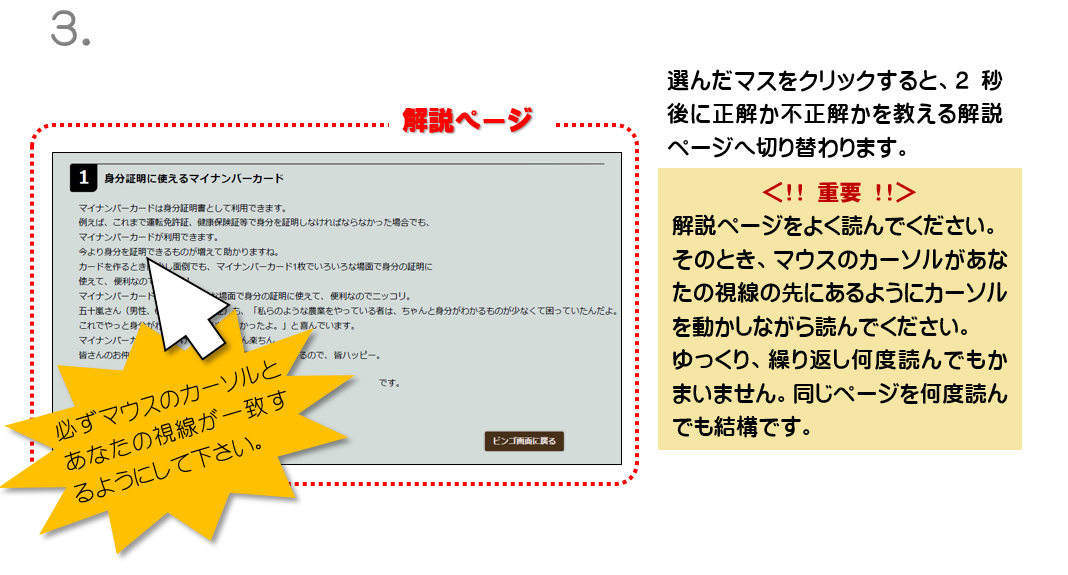 3.
選んだマスをクリックすると、2 秒
後に正解か不正解かを教える解説
ページへ切り替わります。
解説ページ
1 身分証明に使えるマイナンバーカード
マイナンバーカードは身分証明書として利用できます。
例えば、これまで運転免許証、健康保険証等で身分を証明しなければならなかった場合でも、
マイナンバーカードが利用できます。
今より身分を証明できるものが増えて助かりますね。
カードを作るとき し面倒でも、マイナンバーカード1枚でいろいろな場面で身分の証明に
使えて、便利なので
マイナンバーカード な場面で身分の証明に使えて、便利なのでニッコリ。
五十嵐さん（男性、 も、「私らのような農業をやっている者は、ちゃんと身分がわかるものが少なくて困っていたんだよ。
これでやっと身分が かったよ。」と喜んでいます。
マイナンバー ん楽ちん
皆さんのお仲 るので、皆ハッピー。
です。
ビンゴ画面に戻る
必ずマウスのカーソルと
あなたの視線が一致す
るようにして下さい。
<!! 重要 !!>
解説ページをよく読んでください。
そのとき、マウスのカーソルがあな
たの視線の先にあるようにカーソル
を動かしながら読んでください。
ゆっくり、繰り返し何度読んでもか
まいません。同じページを何度読ん
でも結構です。